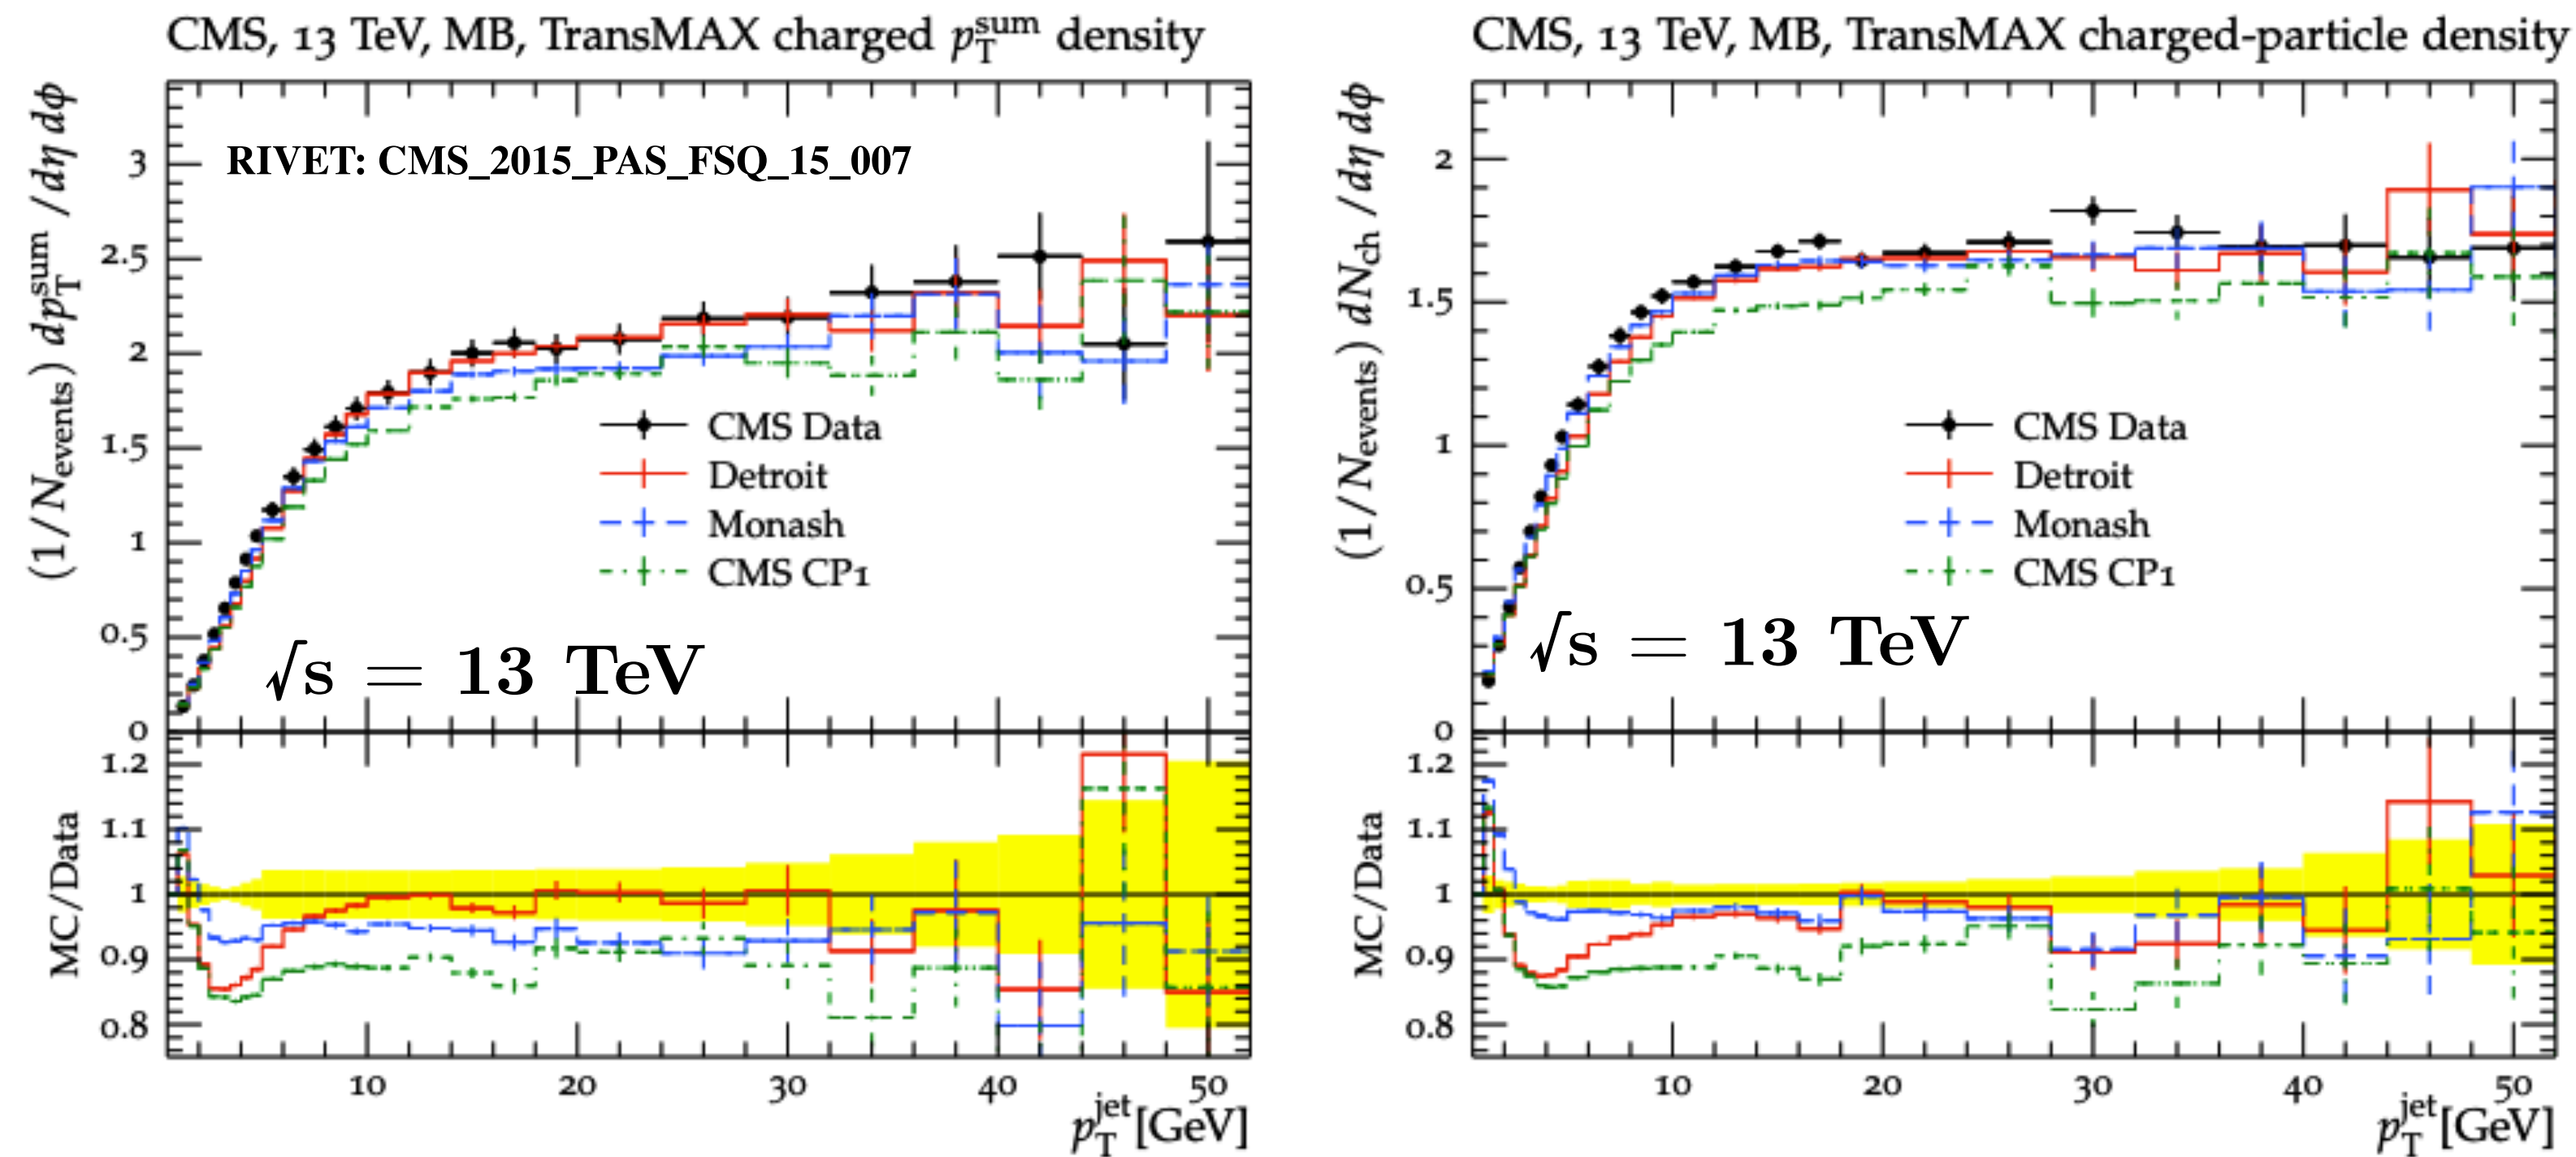 CMS, 13 TeV, MB, TransMAX charged p_T^sum density
(1/N_events) dp_T^sum / dη dϕ
RIVET: CMS_2015_PAS_FSQ_15_007
3
2.5
2
1.5
1
0.5
0
CMS Data
Detroit
Monash
CMS CP1
√s = 13 TeV
MC/Data
1.2
1.1
1
0.9
0.8
10 20 30 40 50
p_T^jet [GeV]
CMS, 13 TeV, MB, TransMAX charged-particle density
(1/N_events) dN_ch / dη dϕ
2
1.5
1
0.5
0
CMS Data
Detroit
Monash
CMS CP1
√s = 13 TeV
MC/Data
1.2
1.1
1
0.9
0.8
10 20 30 40 50
p_T^jet [GeV]